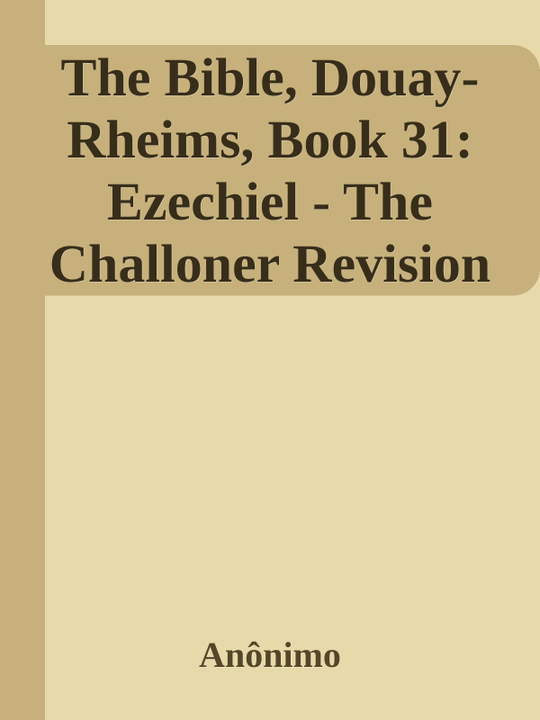 The Bible, Douay-
Rheims, Book 31:
Ezechiel - The
Challoner Revision
Anônimo